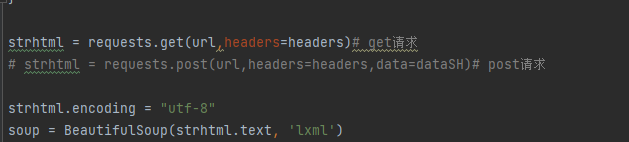 strhtml = requests.get(url,headers=headers)# get请求
# strhtml = requests.post(url,headers=headers,data=dataSH)# post请求
strhtml.encoding = "utf-8"
soup = BeautifulSoup(strhtml.text, 'lxml')